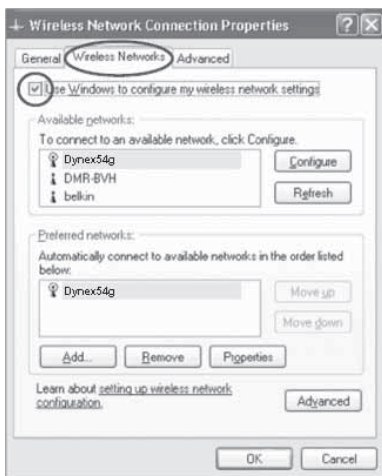 Wireless Network Connection Properties
General Wireless Networks Advanced
Use Windows to configure my wireless network settings
Available networks:
To connect to an available network, click Configure.
Dynex54g
DMR-BVH
belkin
Configure
Refresh
Preferred networks:
Automatically connect to available networks in the order listed
below:
Dynex54g
Move up
Move down
Add... Remove Properties
Learn about setting up wireless network
configuration.
Advanced
OK Cancel